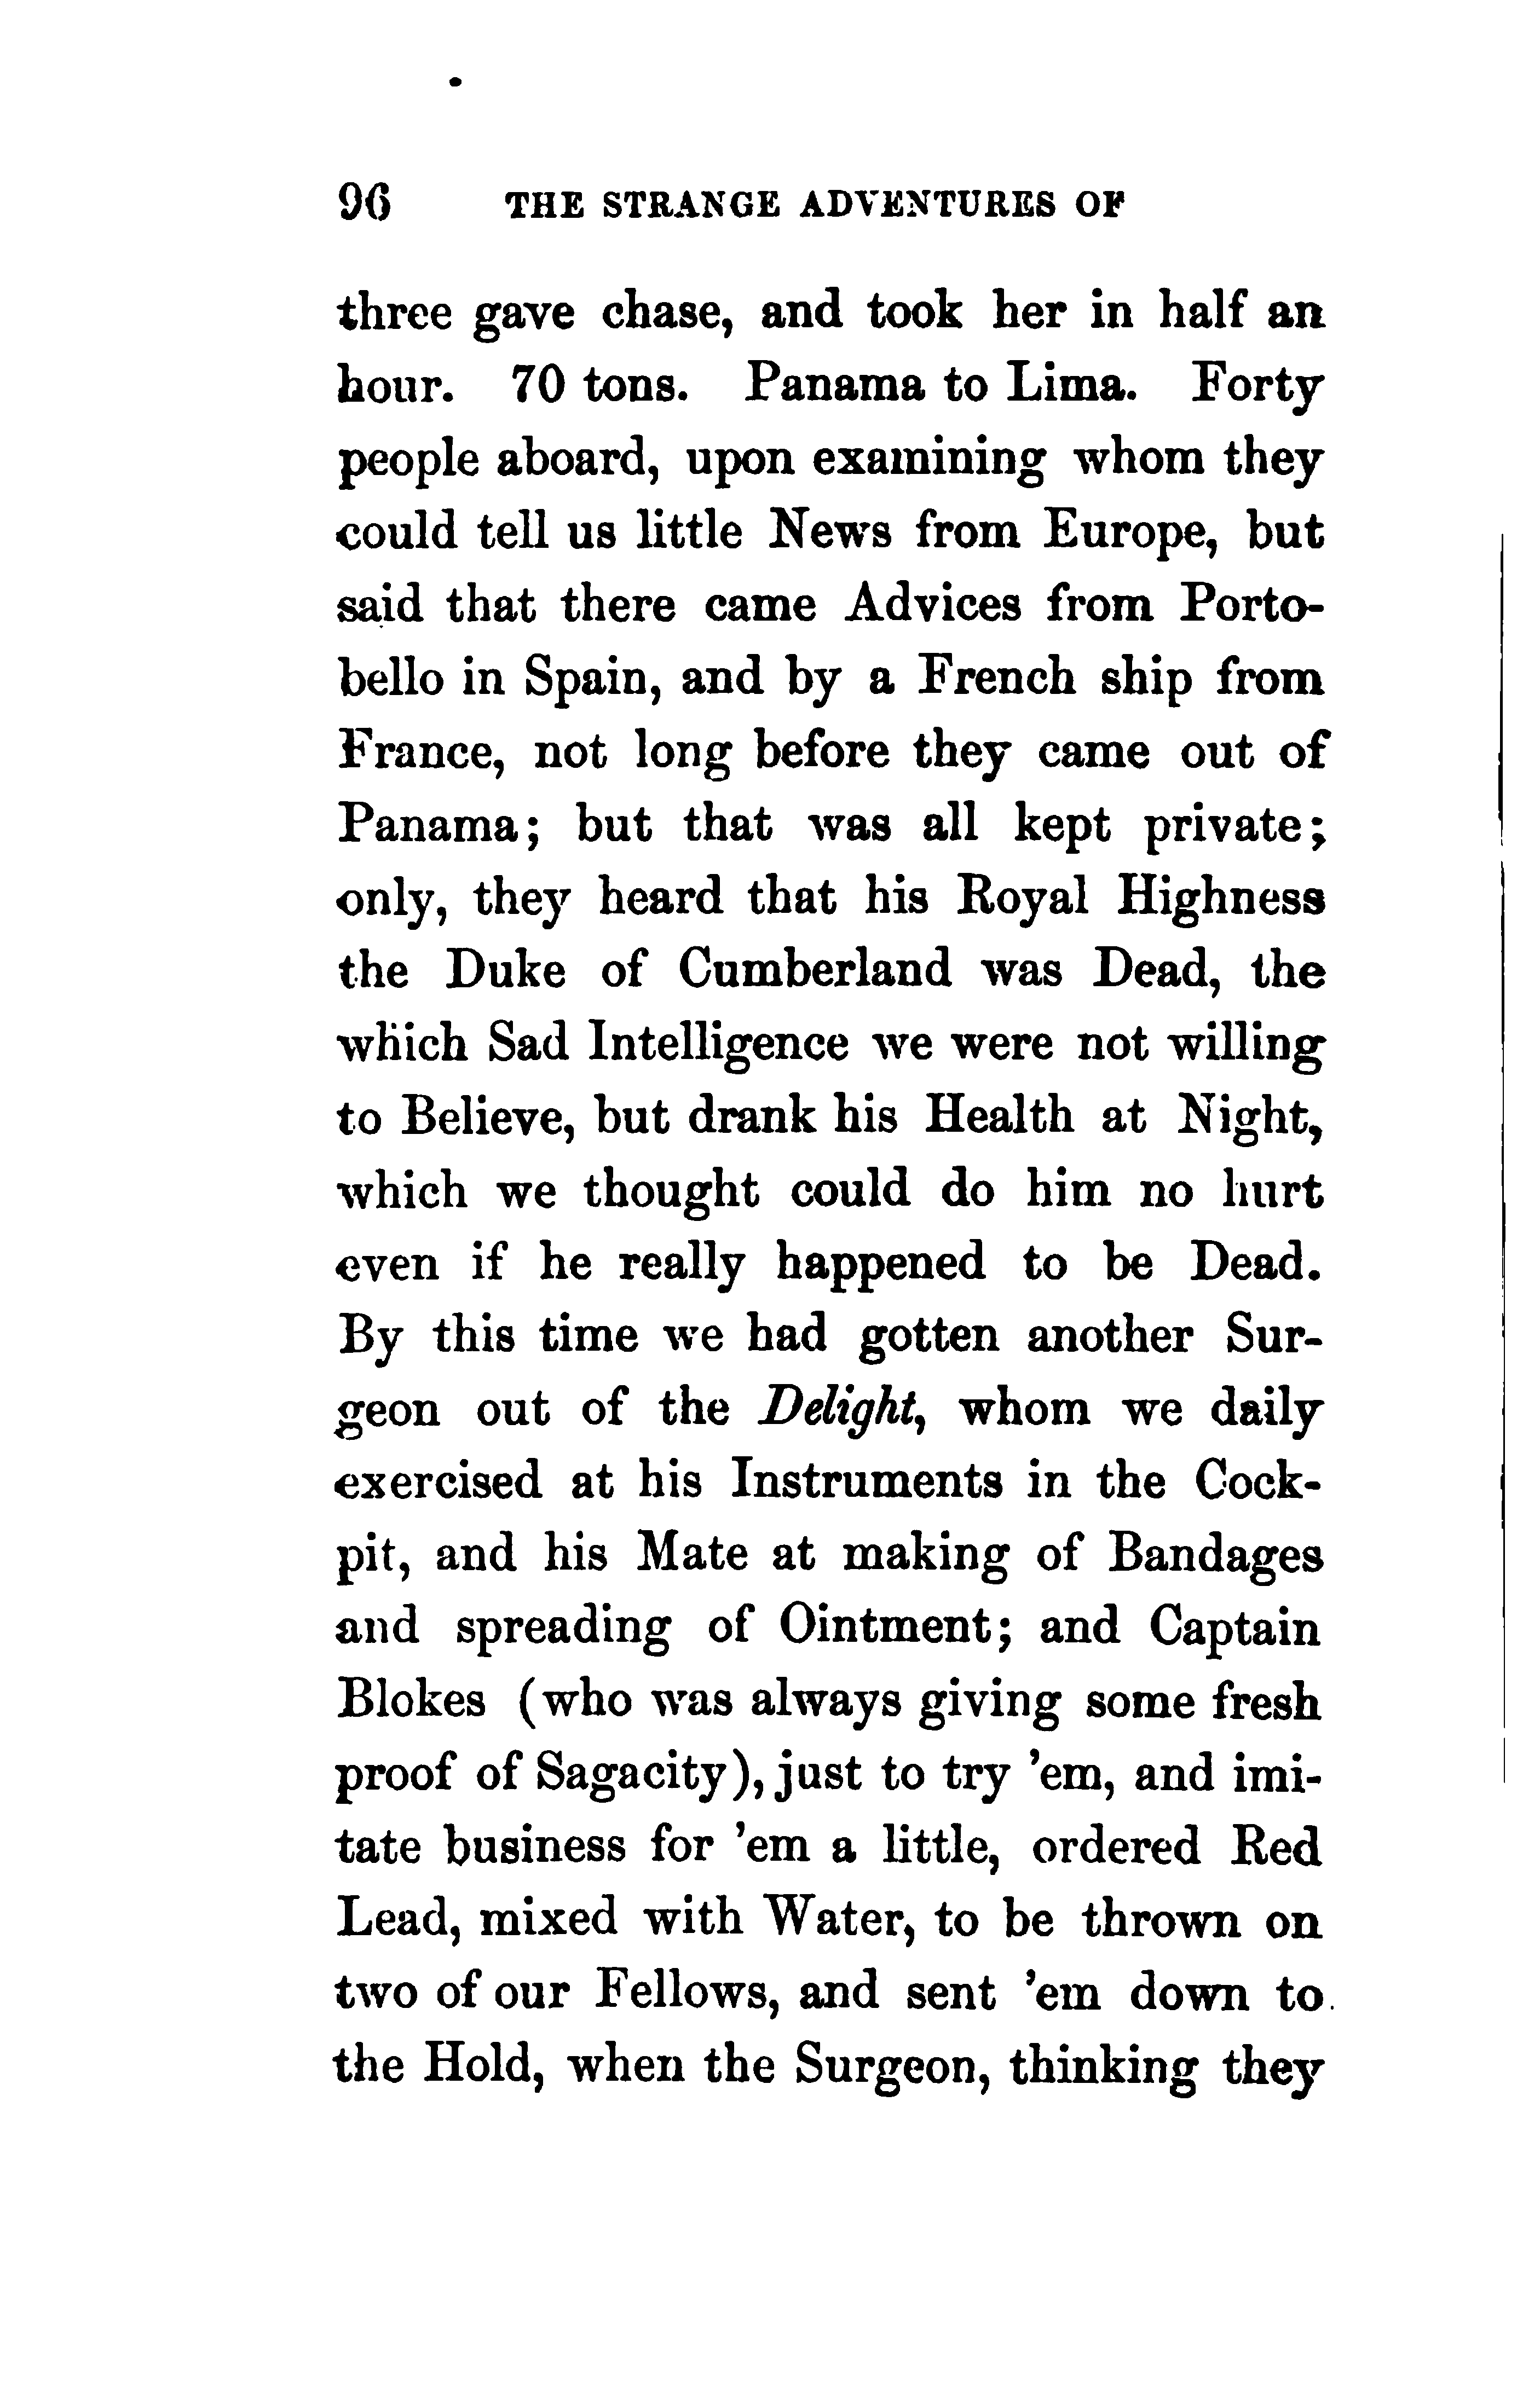 96 THE STRANGE ADVENTURES OF
three gave chase, and took her in half an
hour. 70 tons. Panama to Lima. Forty
people aboard, upon examining whom they
could tell us little News from Europe, but
said that there came Advices from Porto-
bello in Spain, and by a French ship from
France, not long before they came out of
Panama; but that was all kept private;
only, they heard that his Royal Highness
the Duke of Cumberland was Dead, the
which Sad Intelligence we were not willing
to Believe, but drank his Health at Night,
which we thought could do him no hurt
even if he really happened to be Dead.
By this time we had gotten another Sur-
geon out of the Delight, whom we daily
exercised at his Instruments in the Cock-
pit, and his Mate at making of Bandages
and spreading of Ointment; and Captain
Blokes (who was always giving some fresh
proof of Sagacity), just to try 'em, and imi-
tate business for 'em a little, ordered Red
Lead, mixed with Water, to be thrown on
two of our Fellows, and sent 'em down to
the Hold, when the Surgeon, thinking they